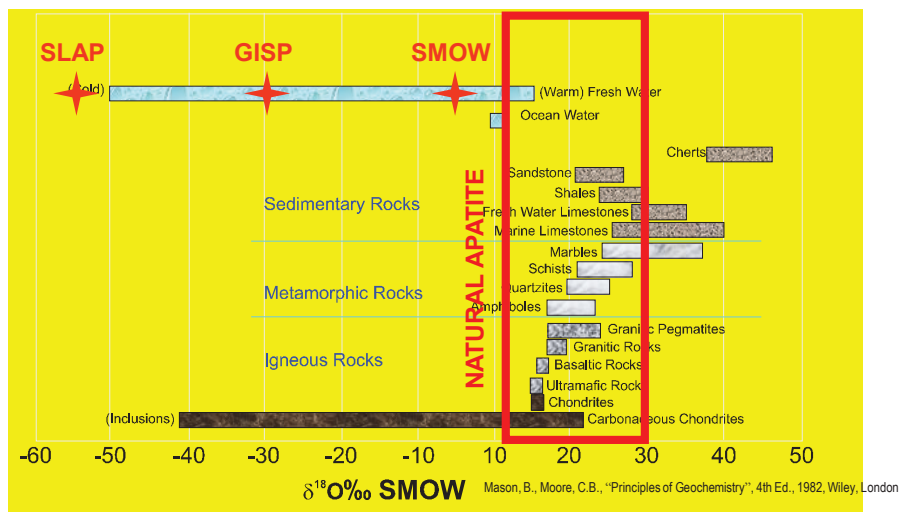 SLAP GISP SMOW
(Cold) (Warm) Fresh Water
Ocean Water
Cherts
Sandstone
Shales
Sedimentary Rocks
Fresh Water Limestones
Marine Limestones
Marbles
Schists
Metamorphic Rocks
Quartzites
Amphiboles
NATURAL APATITE
Granitic Pegmatites
Granitic Rocks
Igneous Rocks
Basaltic Rocks
Ultramafic Rock
Chondrites
(Inclusions) Carbonaceous Chondrites
-60 -50 -40 -30 -20 -10 10 20 30 40 50
δ¹⁸O‰ SMOW
Mason, B., Moore, C.B., “Principles of Geochemistry”, 4th Ed., 1982, Wiley, London